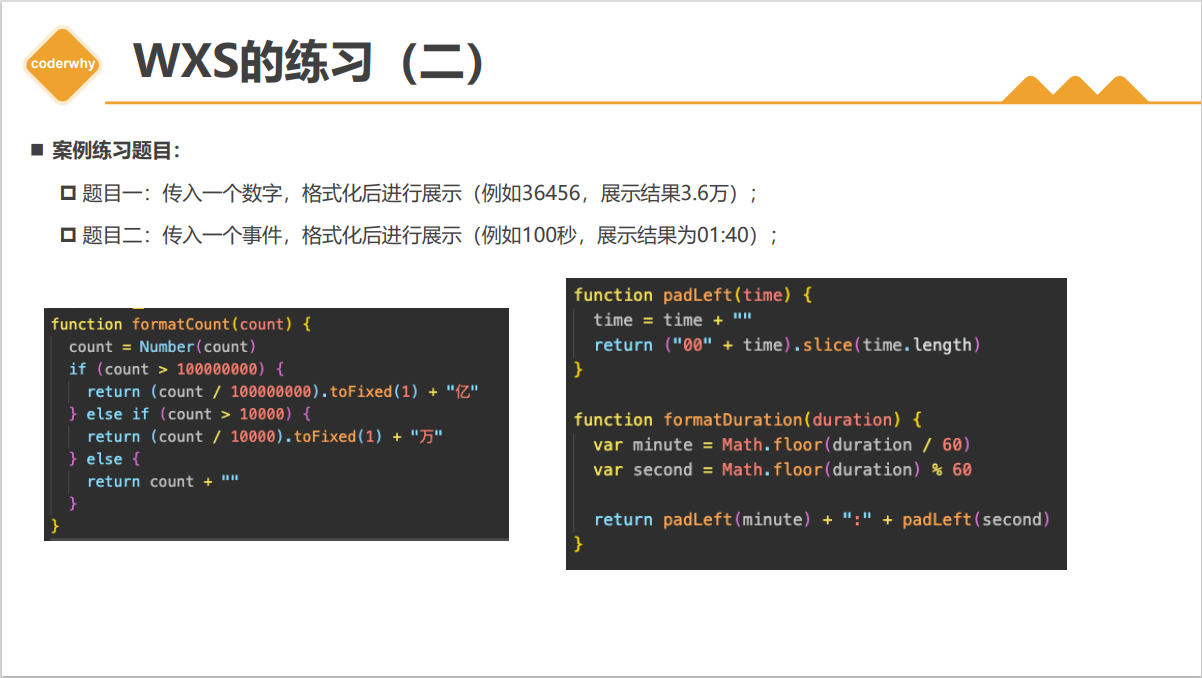 coderwhy
WXS的练习（二）
案例练习题目：
题目一：传入一个数字，格式化后进行展示（例如36456，展示结果3.6万）；
题目二：传入一个事件，格式化后进行展示（例如100秒，展示结果为01:40）；
function formatCount(count) {
  count = Number(count)
  if (count > 100000000) {
    return (count / 100000000).toFixed(1) + "亿"
  } else if (count > 10000) {
    return (count / 10000).toFixed(1) + "万"
  } else {
    return count + ""
  }
}
function padLeft(time) {
  time = time + ""
  return ("00" + time).slice(time.length)
}
function formatDuration(duration) {
  var minute = Math.floor(duration / 60)
  var second = Math.floor(duration) % 60
  return padLeft(minute) + ":" + padLeft(second)
}